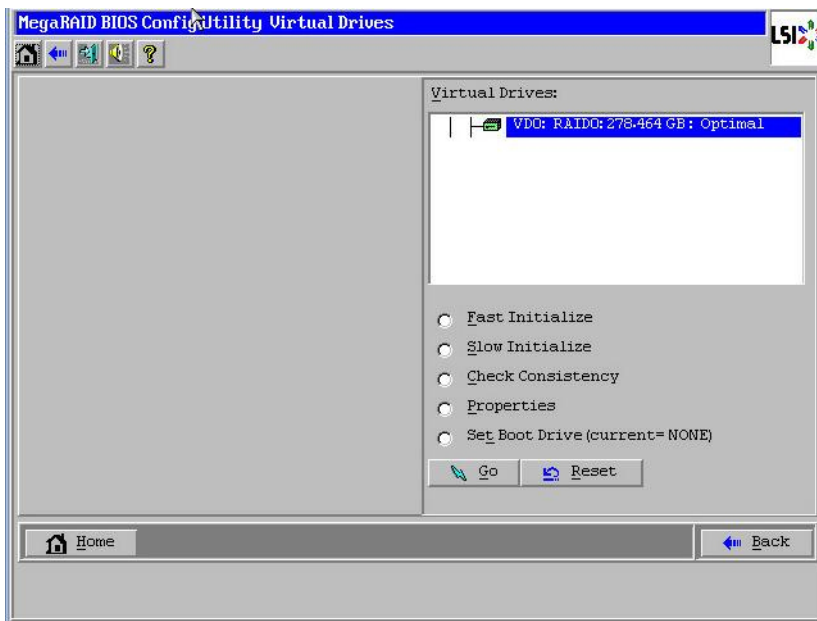 MegaRAID BIOS Config Utility Virtual Drives
LSI
Virtual Drives:
VD0: RAID0: 278.464 GB: Optimal
Fast Initialize
Slow Initialize
Check Consistency
Properties
Set Boot Drive (current= NONE)
Go Reset
Home Back